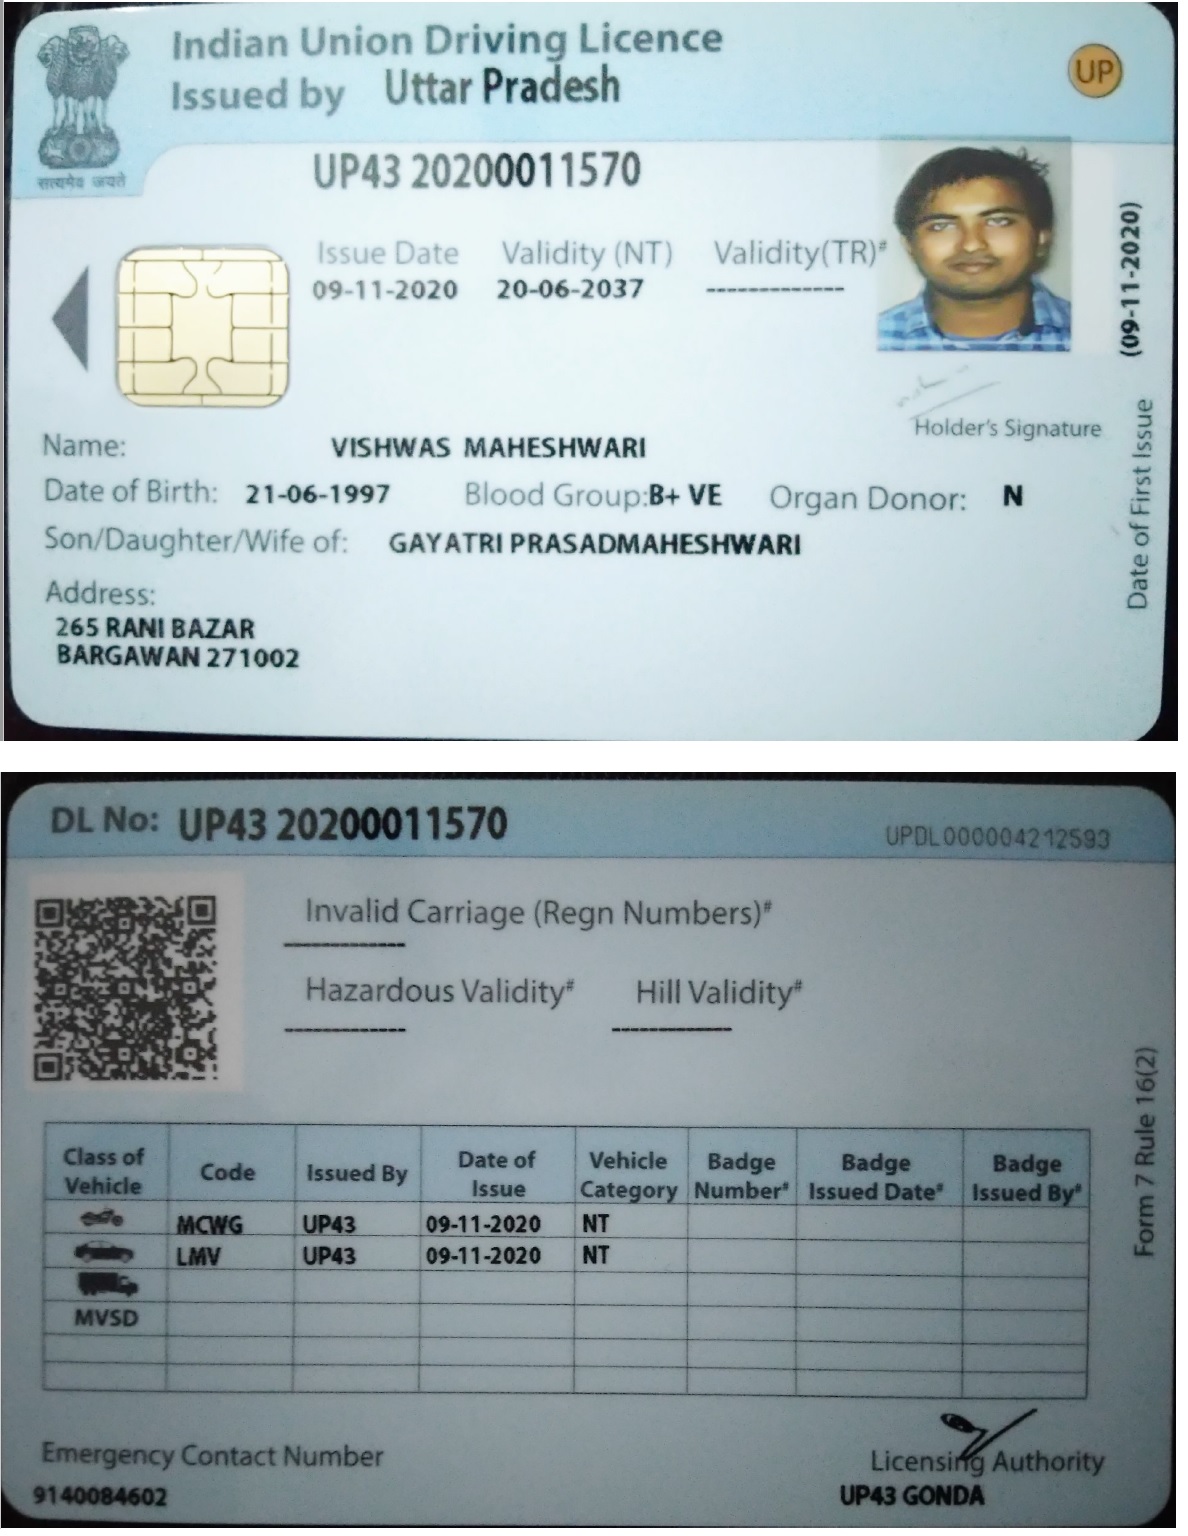 Indian Union Driving Licence
Issued by Uttar Pradesh
UP
सत्यमेव जयते
UP43 20200011570
Issue Date Validity (NT) Validity(TR)#
09-11-2020 20-06-2037 -------------
Holder's Signature
Date of First Issue (09-11-2020)
Name: VISHWAS MAHESHWARI
Date of Birth: 21-06-1997 Blood Group:B+ VE Organ Donor: N
Son/Daughter/Wife of: GAYATRI PRASADMAHESHWARI
Address:
265 RANI BAZAR
BARGAWAN 271002
DL No: UP43 20200011570
UPDL000004212593
Invalid Carriage (Regn Numbers)#
-------------
Hazardous Validity# Hill Validity#
------------- -------------
Form 7 Rule 16(2)
Class of Vehicle Code Issued By Date of Issue Vehicle Category Badge Number# Badge Issued Date# Badge Issued By#
MCWG UP43 09-11-2020 NT
LMV UP43 09-11-2020 NT
MVSD
Emergency Contact Number
9140084602
Licensing Authority
UP43 GONDA